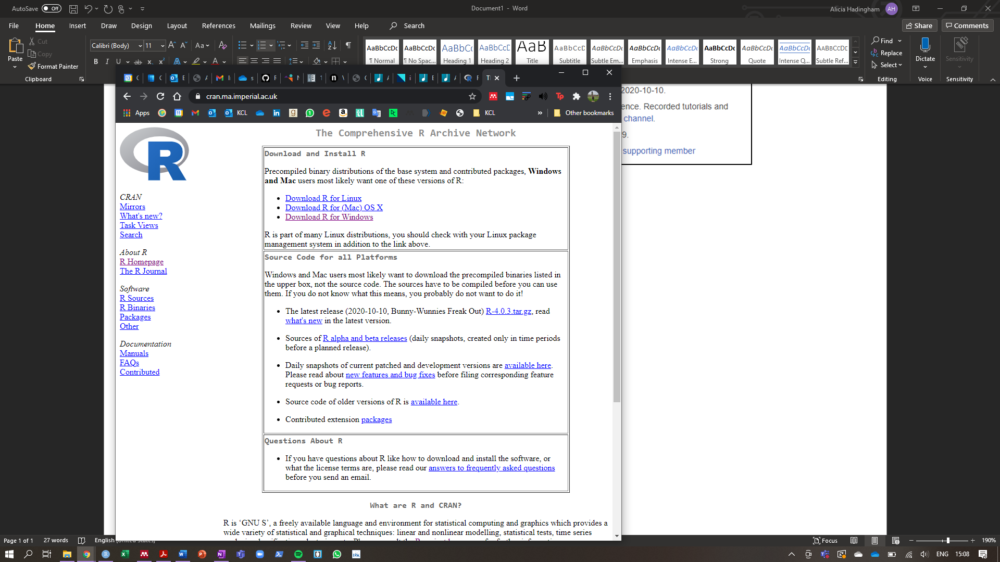 AutoSave Off
Document1 - Word
Alicia Hadingham AH
File Home Insert Draw Design Layout References Mailings Review View Help Search
Share Comments
Paste
Cut
Copy
Format Painter
Clipboard
Calibri (Body) 11
AaBbCcDc
¶ Normal
AaBbCcDc
¶ No Spac...
AaBbCc
Heading 1
AaBbCcD
Heading 2
AaB
Title
AaBbCcD
Subtitle
AaBbCcDc
Subtle Em...
AaBbCcDc
Emphasis
AaBbCcDc
Intense E...
AaBbCcDc
Strong
AaBbCcDc
Quote
AaBbCcDc
Intense Q...
AABBCCDD
Subtle Ref...
Find
Replace
Select
Editing
Dictate
Voice
Sensitivity
Sensitivity
cran.ma.imperial.ac.uk
Apps
KCL
KCL
» Other bookmarks
2020-10-10.
ence. Recorded tutorials and
channel.
9.
supporting member
R
CRAN
Mirrors
What's new?
Task Views
Search
About R
R Homepage
The R Journal
Software
R Sources
R Binaries
Packages
Other
Documentation
Manuals
FAQs
Contributed
The Comprehensive R Archive Network
Download and Install R
Precompiled binary distributions of the base system and contributed packages, Windows
and Mac users most likely want one of these versions of R:
• Download R for Linux
• Download R for (Mac) OS X
• Download R for Windows
R is part of many Linux distributions, you should check with your Linux package
management system in addition to the link above.
Source Code for all Platforms
Windows and Mac users most likely want to download the precompiled binaries listed in
the upper box, not the source code. The sources have to be compiled before you can use
them. If you do not know what this means, you probably do not want to do it!
• The latest release (2020-10-10, Bunny-Wunnies Freak Out) R-4.0.3.tar.gz, read
what's new in the latest version.
• Sources of R alpha and beta releases (daily snapshots, created only in time periods
before a planned release).
• Daily snapshots of current patched and development versions are available here.
Please read about new features and bug fixes before filing corresponding feature
requests or bug reports.
• Source code of older versions of R is available here.
• Contributed extension packages
Questions About R
• If you have questions about R like how to download and install the software, or
what the license terms are, please read our answers to frequently asked questions
before you send an email.
What are R and CRAN?
R is ‘GNU S’, a freely available language and environment for statistical computing and graphics which provides a
wide variety of statistical and graphical techniques: linear and nonlinear modelling, statistical tests, time series
Page 1 of 1 27 words English (United States)
Focus
190%
ENG 15:08